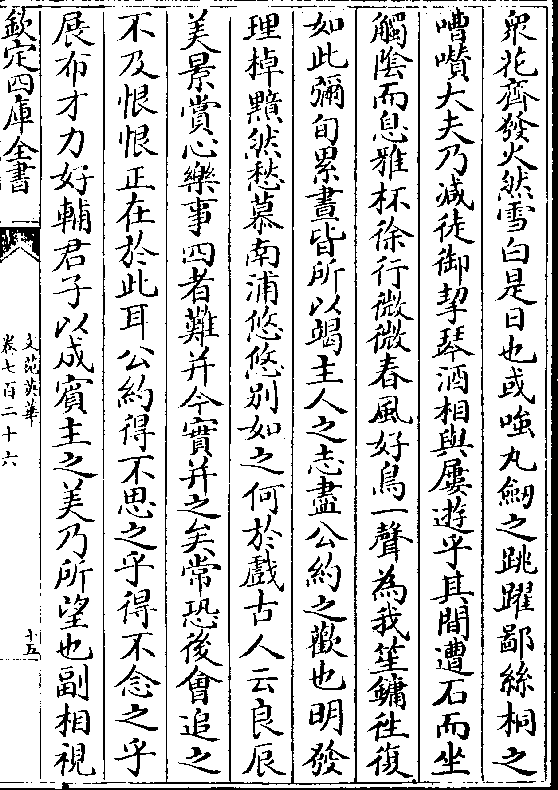 衆花齊發火然雪白是日也或嗤丸劒之跳躍鄙絲桐之
嘈囋大夫乃减徒御挈琴酒相與屢遊乎其間遭石而坐
觸陰而息雅杯徐行微微春風好鳥一聲為我笙鏞徃復
如此彌旬累晝皆所以竭主人之志盡公約之歡也明發
理棹黯然愁慕南浦悠悠别如之何於戲古人云良辰
美景賞心樂事四者難并今實并之矣常恐後會追之
不及恨恨正在於此耳公約得不思之乎得不念之乎
展布才力好輔君子以成賓主之美乃所望也副相視
欽定四庫全書
文苑英華
卷七百二十六
十五